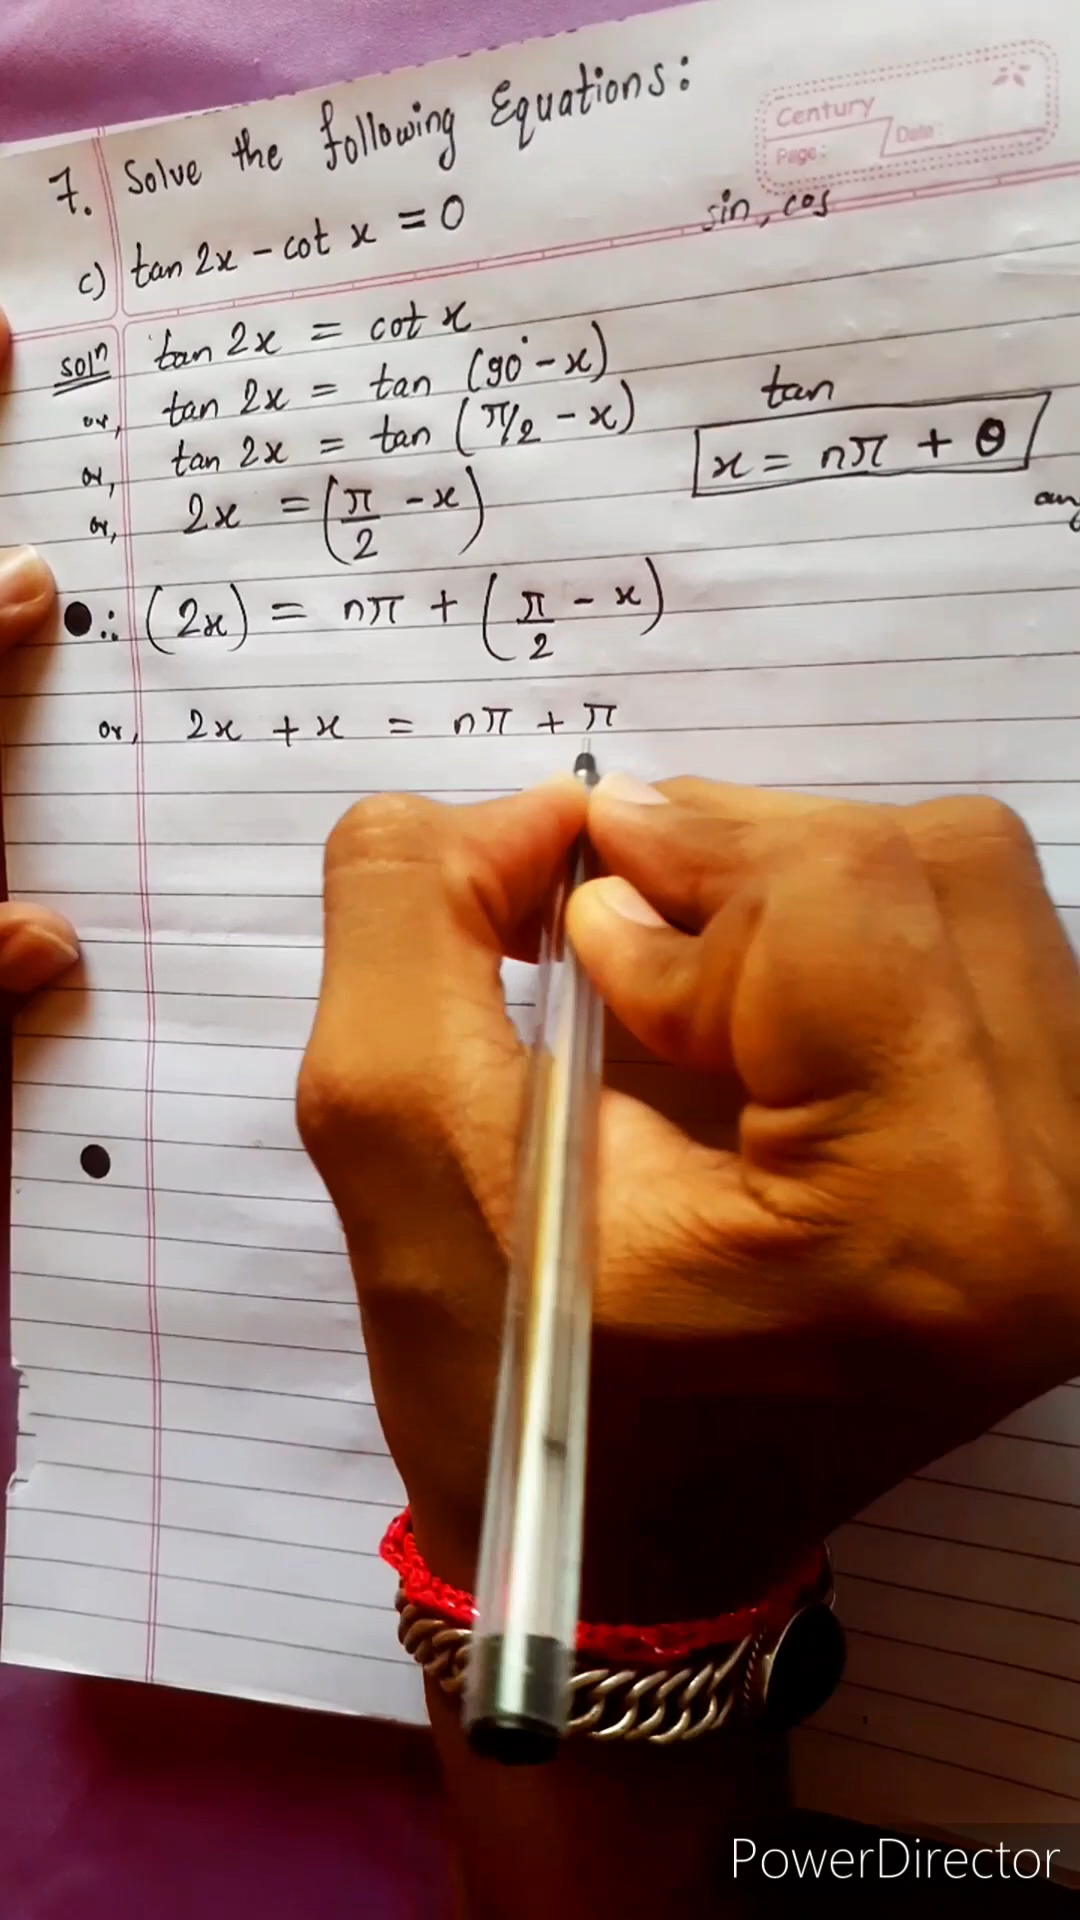 Century
Page:
Date:
7. Solve the following Equations:
c) tan 2x - cot x = 0
sin, cos
solⁿ tan 2x = cot x
or, tan 2x = tan (90° - x)
or, tan 2x = tan (π/2 - x)
or, 2x = (π/2 - x)
tan
x = nπ + θ
∴ (2x) = nπ + (π/2 - x)
or, 2x + x = nπ + π
PowerDirector